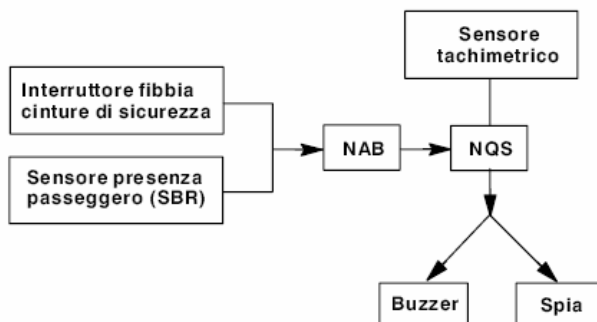 Sensore
tachimetrico
Interruttore fibbia
cinture di sicurezza
NAB
NQS
Sensore presenza
passeggero (SBR)
Buzzer
Spia